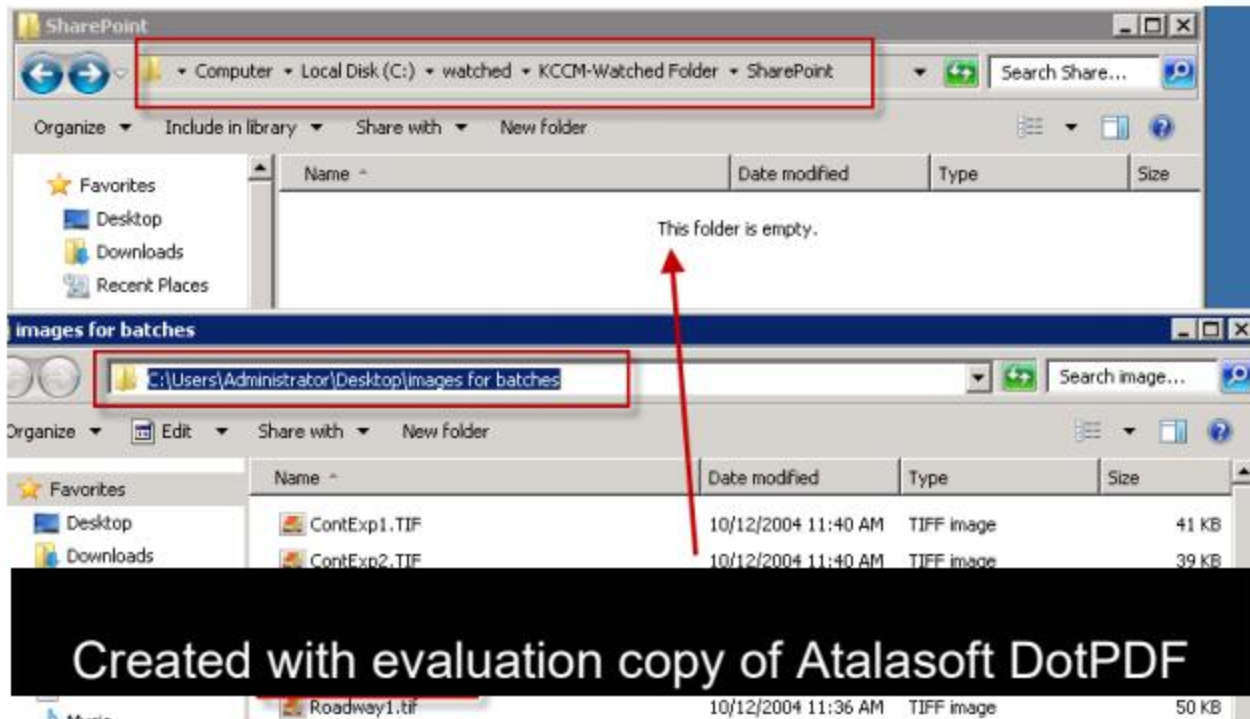 SharePoint
Computer Local Disk (C:) watched KCCM-Watched Folder SharePoint Search Share...
Organize Include in library Share with New folder
Favorites Name Date modified Type Size
Desktop This folder is empty.
Downloads
Recent Places
images for batches
C:\Users\Administrator\Desktop\images for batches Search image...
Organize Edit Share with New folder
Favorites Name Date modified Type Size
Desktop ContExp1.TIF 10/12/2004 11:40 AM TIFF image 41 KB
Downloads ContExp2.TIF 10/12/2004 11:40 AM TIFF image 39 KB
Created with evaluation copy of Atalasoft DotPDF
Roadway1.tif 10/12/2004 11:36 AM TIFF image 50 KB